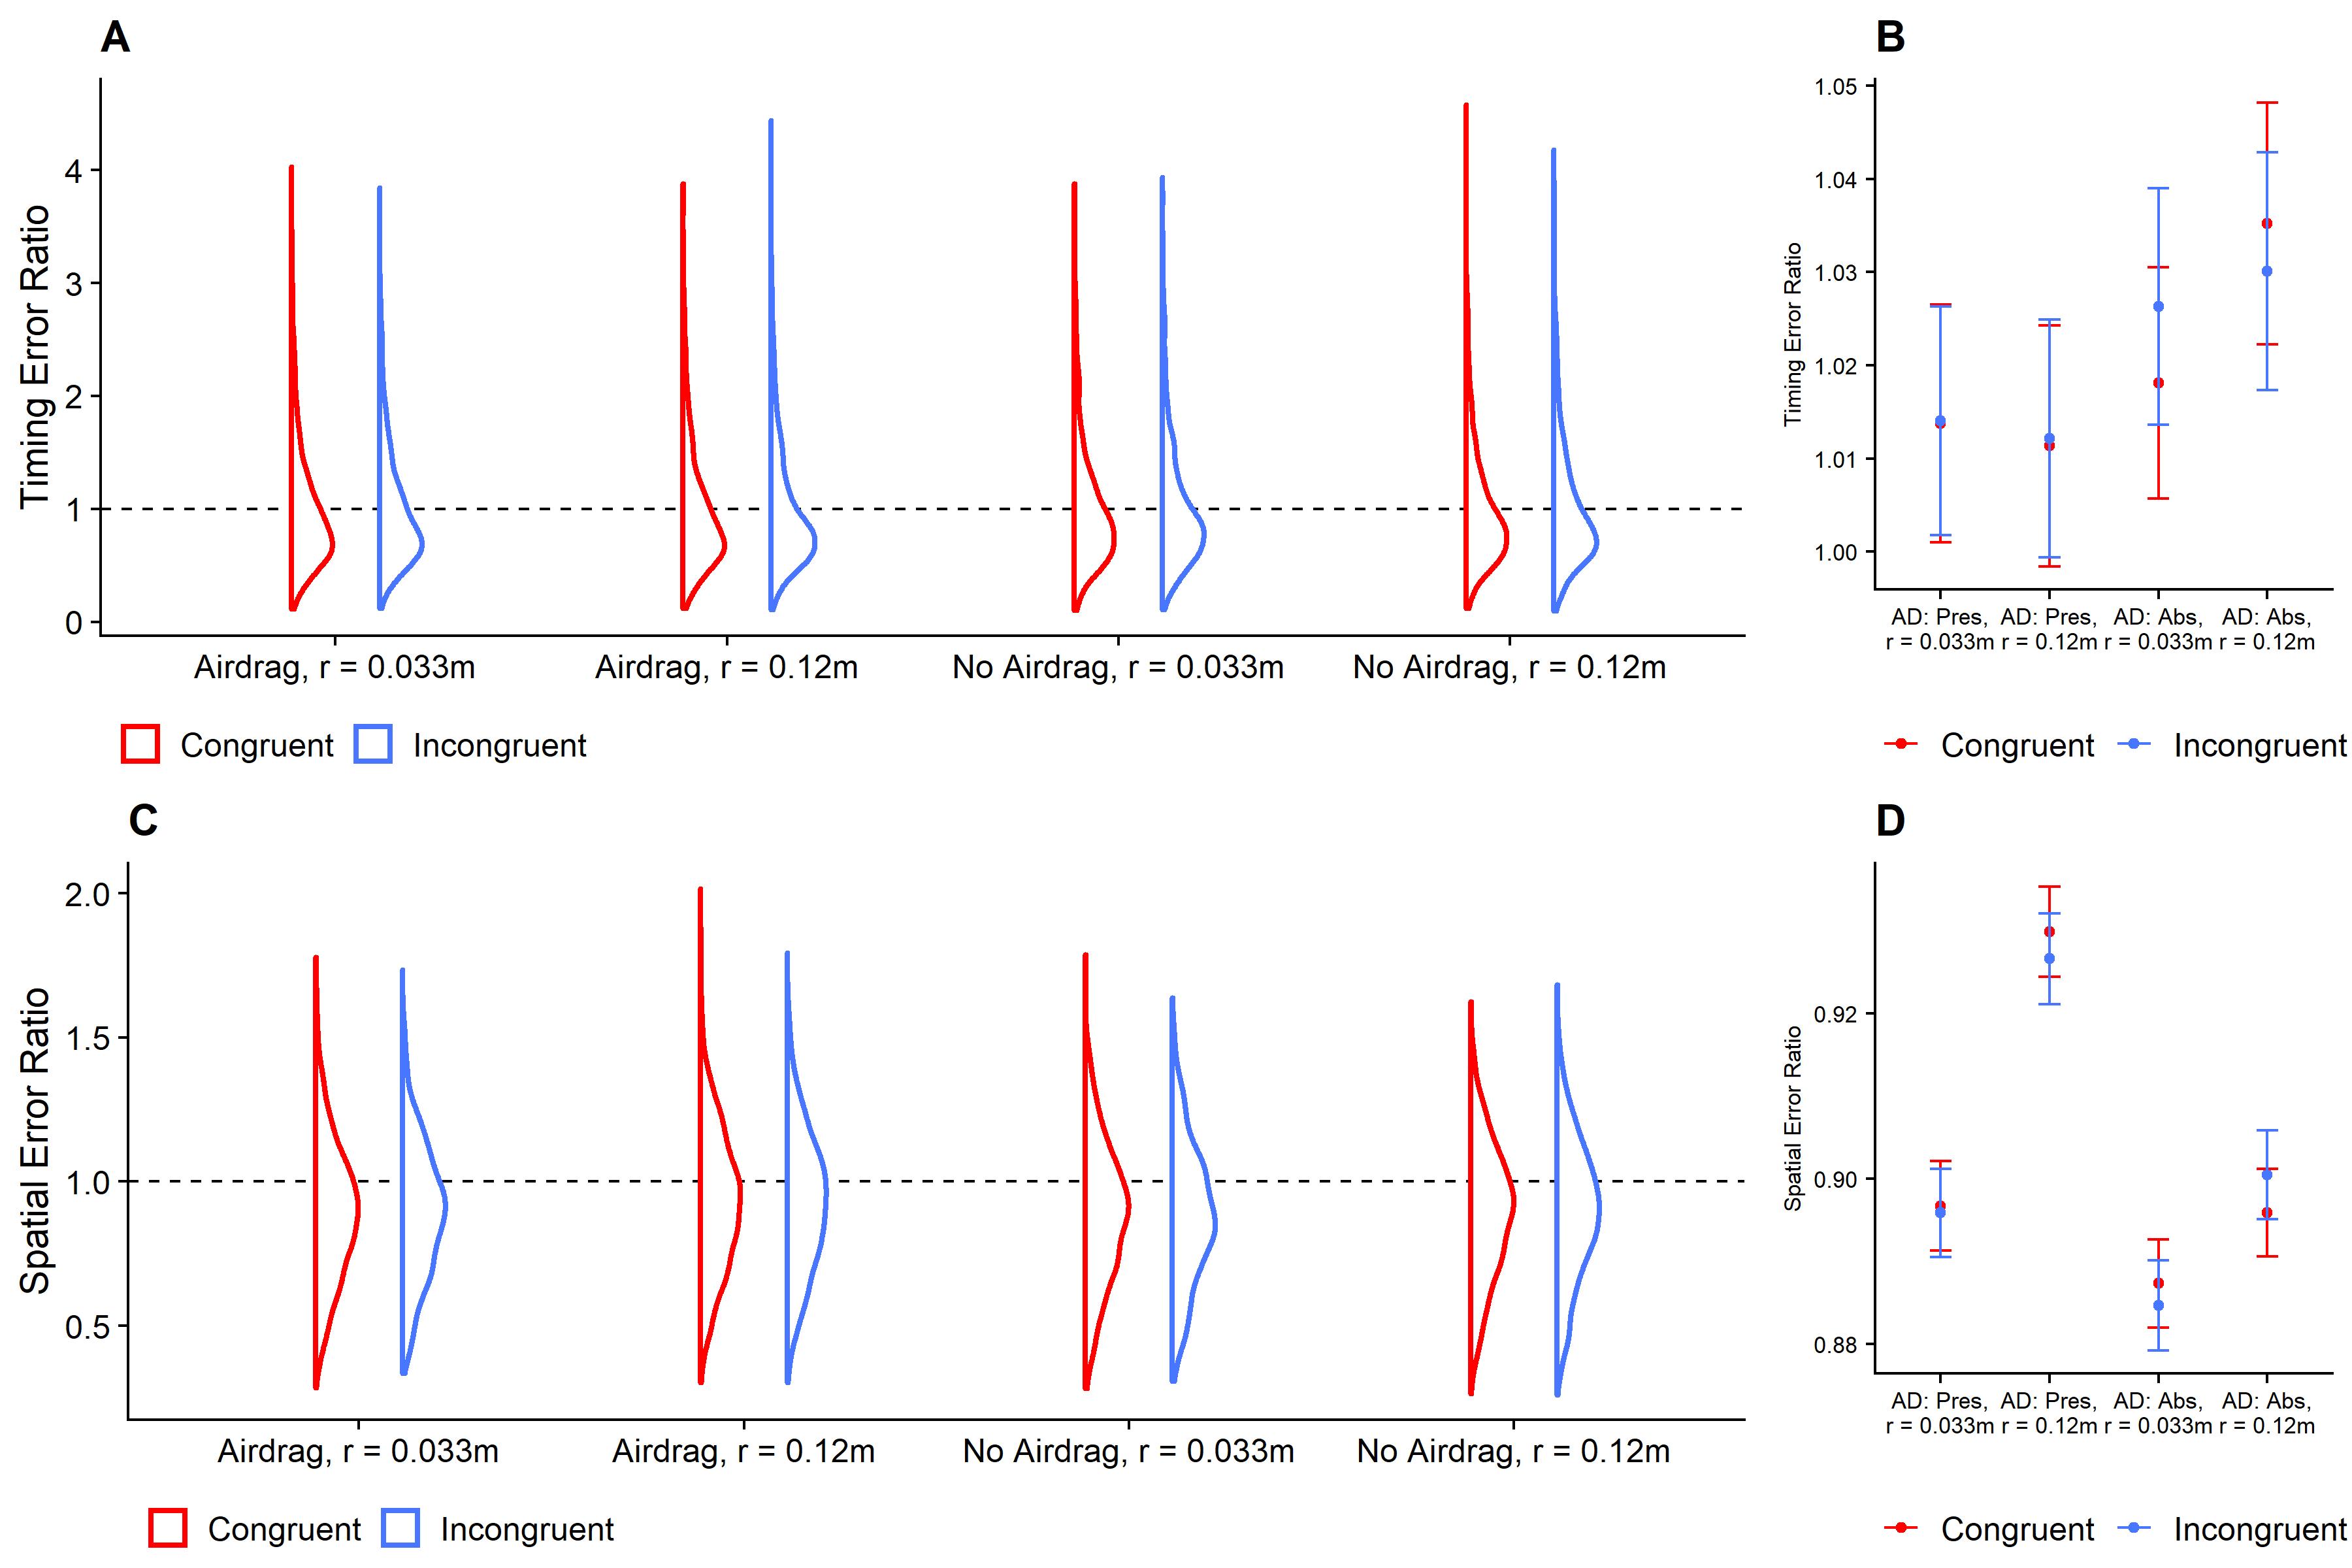 A
Timing Error Ratio
4
3
2
1
0
Airdrag, r = 0.033m
Airdrag, r = 0.12m
No Airdrag, r = 0.033m
No Airdrag, r = 0.12m
Congruent
Incongruent
B
Timing Error Ratio
1.05
1.04
1.03
1.02
1.01
1.00
AD: Pres,
r = 0.033m
AD: Pres,
r = 0.12m
AD: Abs,
r = 0.033m
AD: Abs,
r = 0.12m
Congruent
Incongruent
C
Spatial Error Ratio
2.0
1.5
1.0
0.5
Airdrag, r = 0.033m
Airdrag, r = 0.12m
No Airdrag, r = 0.033m
No Airdrag, r = 0.12m
Congruent
Incongruent
D
Spatial Error Ratio
0.92
0.90
0.88
AD: Pres,
r = 0.033m
AD: Pres,
r = 0.12m
AD: Abs,
r = 0.033m
AD: Abs,
r = 0.12m
Congruent
Incongruent